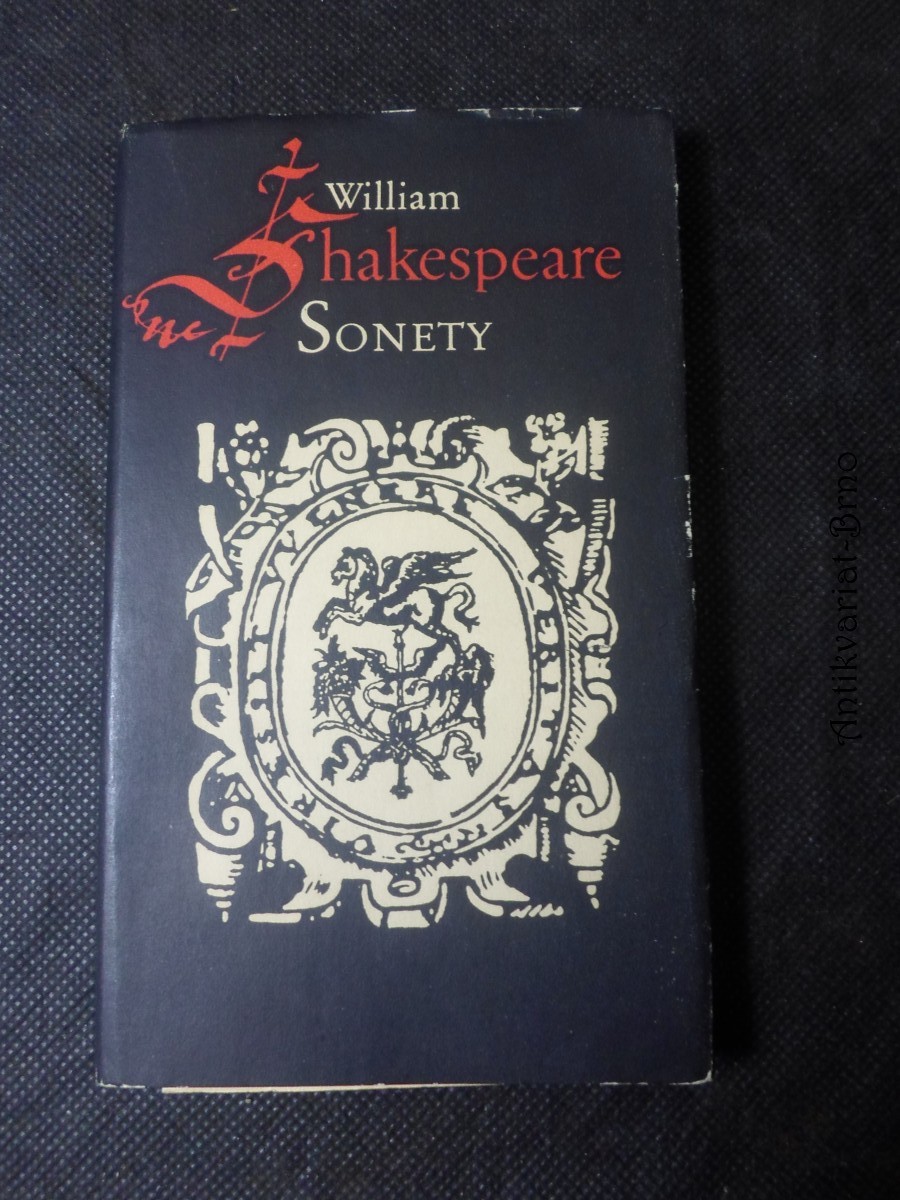 William
Shakespeare
SONETY
Antikvariat-Brno